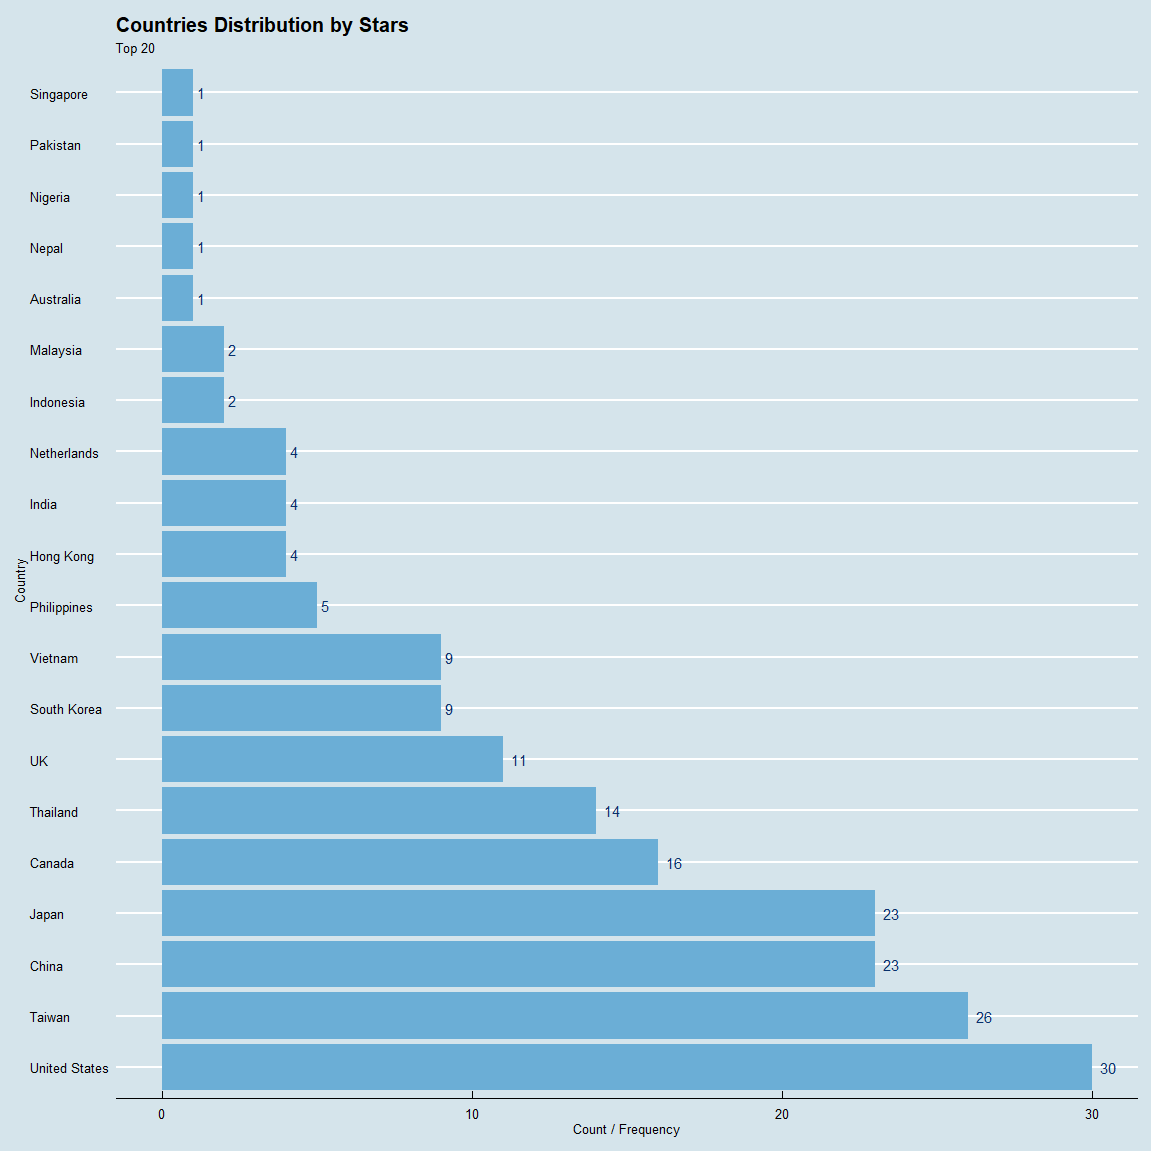 Countries Distribution by Stars
Top 20
Singapore 1
Pakistan 1
Nigeria 1
Nepal 1
Australia 1
Malaysia 2
Indonesia 2
Netherlands 4
India 4
Hong Kong 4
Country
Philippines 5
Vietnam 9
South Korea 9
UK 11
Thailand 14
Canada 16
Japan 23
China 23
Taiwan 26
United States 30
0 10 20 30
Count / Frequency